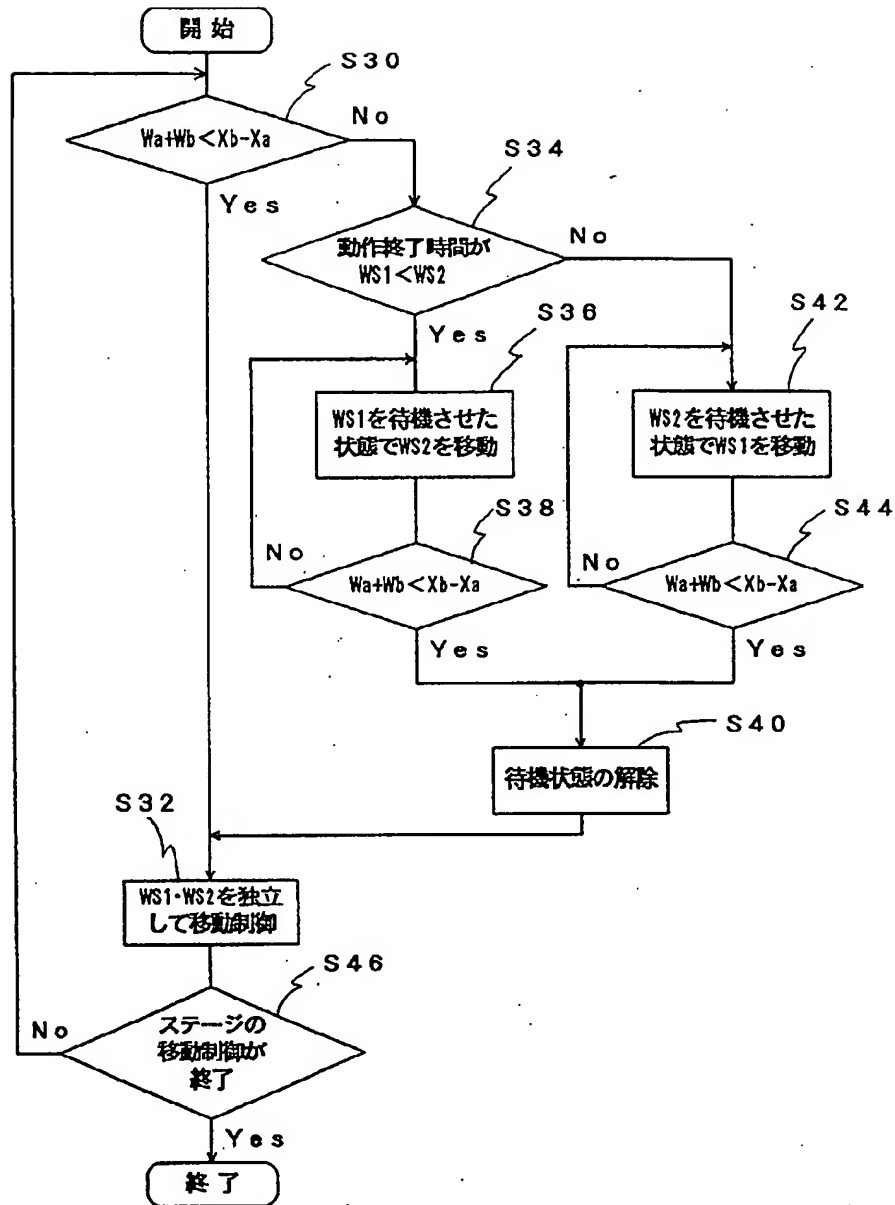 開 始
S30
Wa+Wb<Xb-Xa
No
Yes
S34
動作終了時間が
WS1<WS2
No
Yes
S36
WS1を待機させた
状態でWS2を移動
S42
WS2を待機させた
状態でWS1を移動
S38
Wa+Wb<Xb-Xa
No
Yes
S44
Wa+Wb<Xb-Xa
No
Yes
S40
待機状態の解除
S32
WS1・WS2を独立
して移動制御
S46
ステージの
移動制御が
終了
No
Yes
終 了